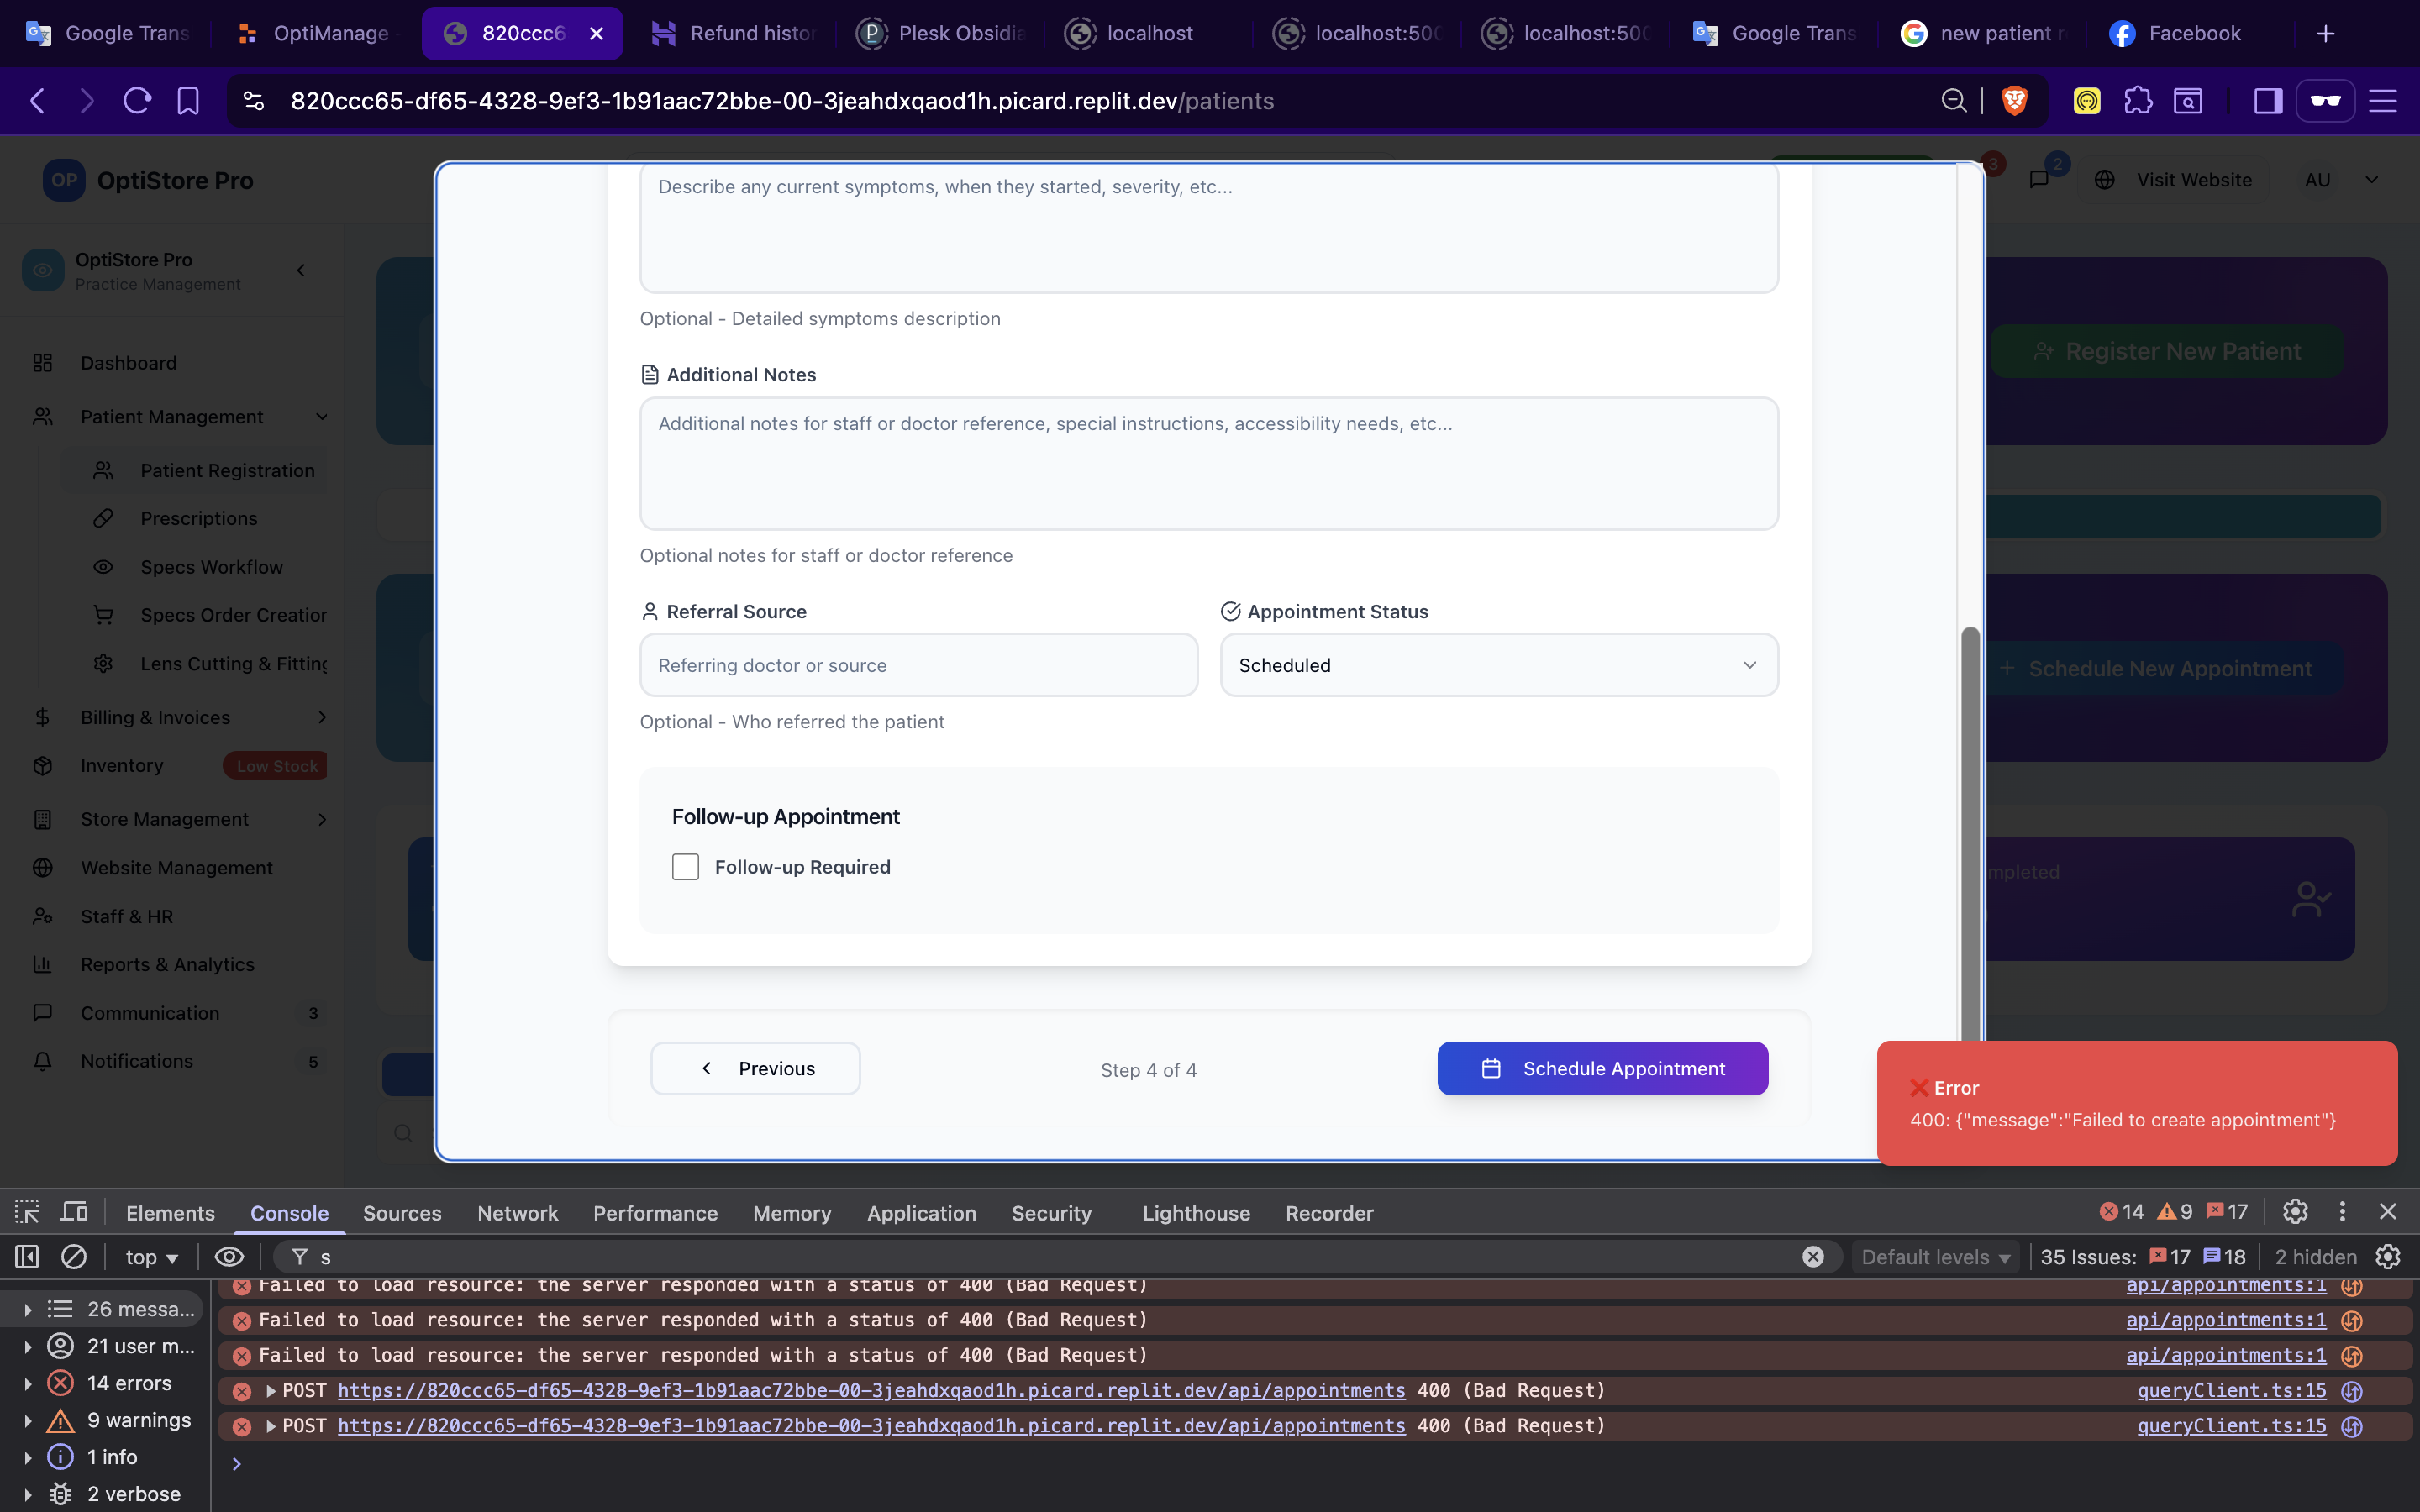 Google Trans
OptiManage
820ccc6
Refund histor
Plesk Obsidia
localhost
localhost:500
localhost:500
Google Trans
new patient r
Facebook
820ccc65-df65-4328-9ef3-1b91aac72bbe-00-3jeahdxqaod1h.picard.replit.dev/patients
OP OptiStore Pro
3
2
Visit Website
AU
OptiStore Pro
Practice Management
Dashboard
Patient Management
Patient Registration
Prescriptions
Specs Workflow
Specs Order Creation
Lens Cutting & Fitting
Billing & Invoices
Inventory
Low Stock
Store Management
Website Management
Staff & HR
Reports & Analytics
Communication 3
Notifications 5
Describe any current symptoms, when they started, severity, etc...
Optional - Detailed symptoms description
Additional Notes
Additional notes for staff or doctor reference, special instructions, accessibility needs, etc...
Optional notes for staff or doctor reference
Referral Source
Appointment Status
Referring doctor or source
Scheduled
Optional - Who referred the patient
Follow-up Appointment
Follow-up Required
Previous
Step 4 of 4
Schedule Appointment
Register New Patient
+ Schedule New Appointment
mpleted
❌ Error
400: {"message":"Failed to create appointment"}
Elements Console Sources Network Performance Memory Application Security Lighthouse Recorder
14 9 17
top
s
Default levels
35 Issues: 17 18
2 hidden
26 messa...
21 user m...
14 errors
9 warnings
1 info
2 verbose
Failed to load resource: the server responded with a status of 400 (Bad Request) api/appointments:1
Failed to load resource: the server responded with a status of 400 (Bad Request) api/appointments:1
Failed to load resource: the server responded with a status of 400 (Bad Request) api/appointments:1
POST https://820ccc65-df65-4328-9ef3-1b91aac72bbe-00-3jeahdxqaod1h.picard.replit.dev/api/appointments 400 (Bad Request) queryClient.ts:15
POST https://820ccc65-df65-4328-9ef3-1b91aac72bbe-00-3jeahdxqaod1h.picard.replit.dev/api/appointments 400 (Bad Request) queryClient.ts:15